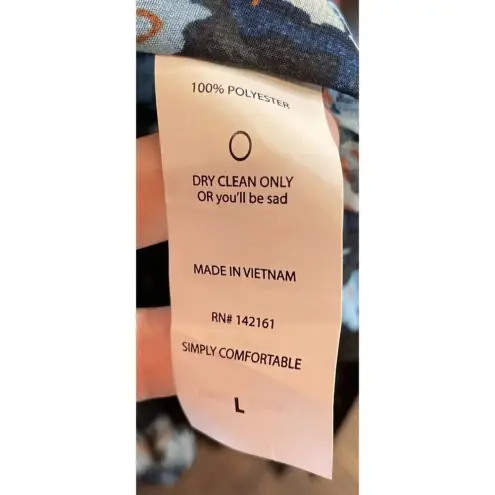 100% POLYESTER
DRY CLEAN ONLY
OR you'll be sad
MADE IN VIETNAM
RN# 142161
SIMPLY COMFORTABLE
L